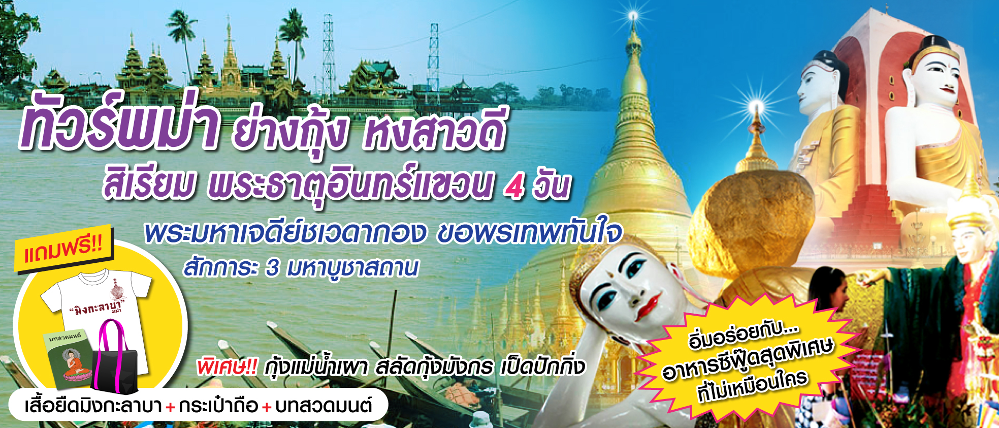 ทัวร์พม่า ย่างกุ้ง หงสาวดี
สิเรียม พระธาตุอินทร์แขวน 4 วัน
พระมหาเจดีย์ชเวดากอง ขอพรเทพทันใจ
สักการะ 3 มหาบูชาสถาน
แถมฟรี!!
“มิงกะลาบา”
พม่า
บทสวดมนต์
พิเศษ!! กุ้งแม่น้ำเผา สลัดกุ้งมังกร เป็ดปักกิ่ง
เสื้อยืดมิงกะลาบา + กระเป๋าถือ + บทสวดมนต์
อิ่มอร่อยกับ...
อาหารซีฟู๊ดสุดพิเศษ
ที่ไม่เหมือนใคร